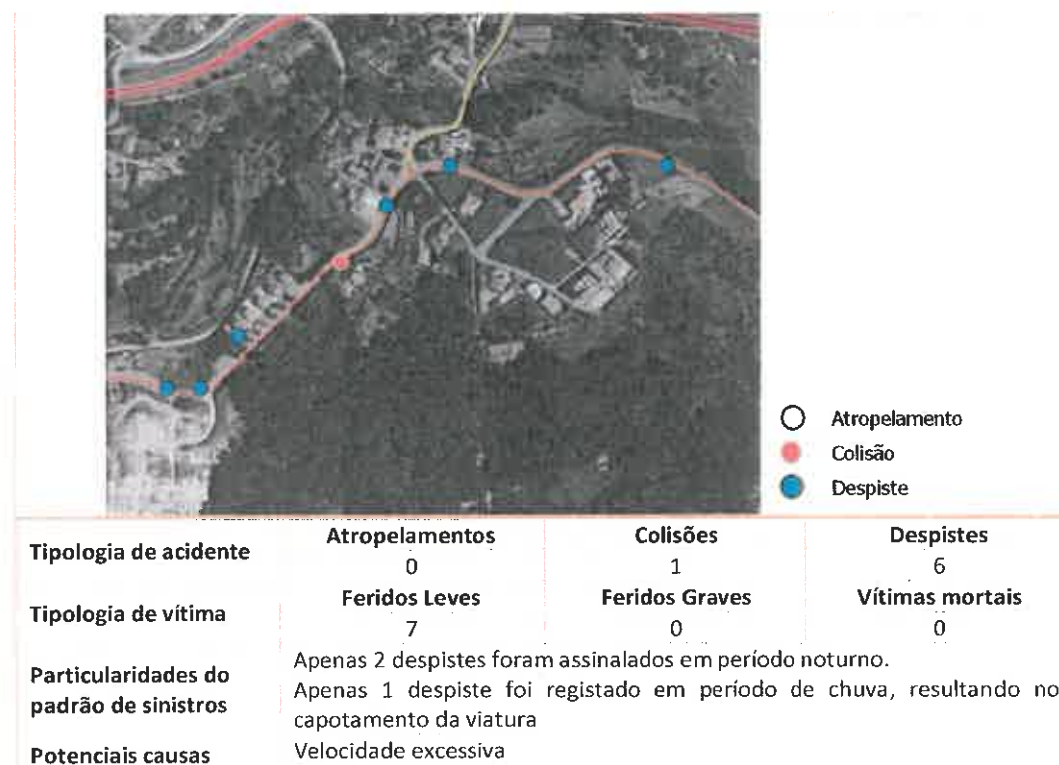 Atropelamento
Colisão
Despiste
Tipologia de acidente
Atropelamentos
Colisões
Despistes
0
1
6
Tipologia de vítima
Feridos Leves
Feridos Graves
Vítimas mortais
7
0
0
Particularidades do
padrão de sinistros
Apenas 2 despistes foram assinalados em período noturno.
Apenas 1 despiste foi registado em período de chuva, resultando no
capotamento da viatura
Potenciais causas
Velocidade excessiva